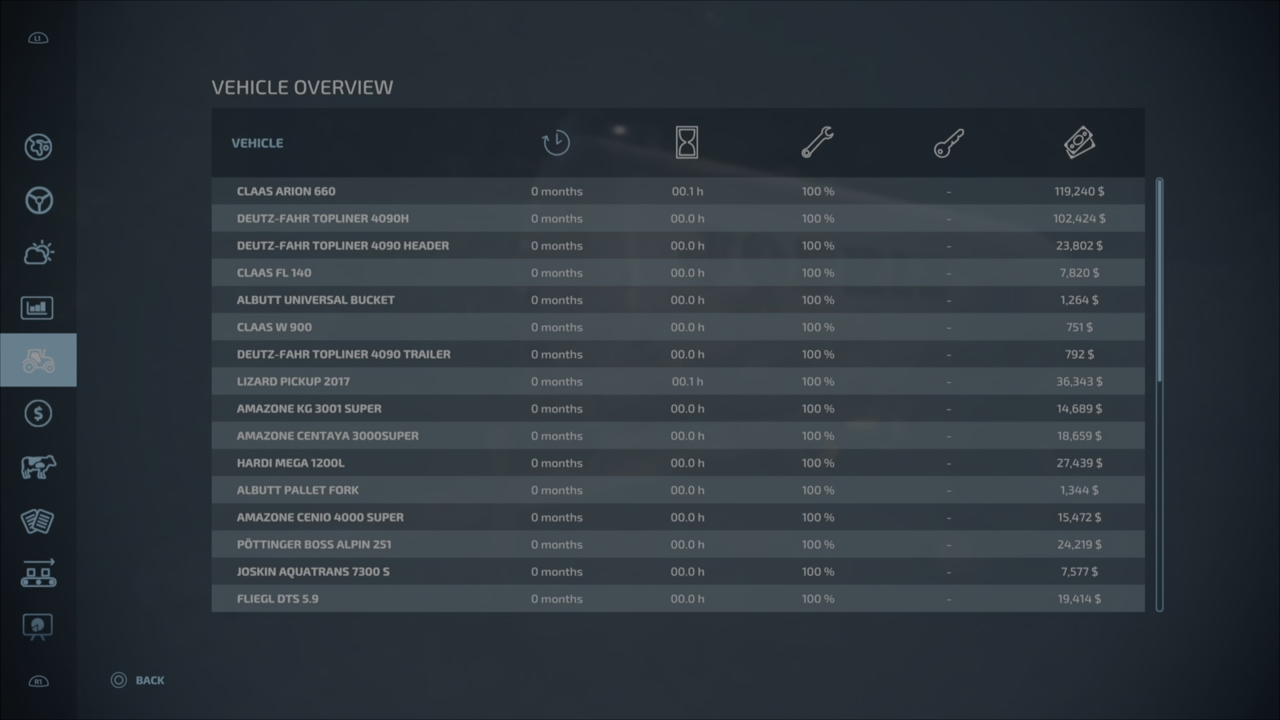 L1
VEHICLE OVERVIEW
VEHICLE
CLAAS ARION 660 0 months 00.1 h 100 % - 119,240 $
DEUTZ-FAHR TOPLINER 4090H 0 months 00.0 h 100 % - 102,424 $
DEUTZ-FAHR TOPLINER 4090 HEADER 0 months 00.0 h 100 % - 23,802 $
CLAAS FL 140 0 months 00.0 h 100 % - 7,820 $
ALBUTT UNIVERSAL BUCKET 0 months 00.0 h 100 % - 1,264 $
CLAAS W 900 0 months 00.0 h 100 % - 751 $
DEUTZ-FAHR TOPLINER 4090 TRAILER 0 months 00.0 h 100 % - 792 $
LIZARD PICKUP 2017 0 months 00.1 h 100 % - 36,343 $
AMAZONE KG 3001 SUPER 0 months 00.0 h 100 % - 14,689 $
AMAZONE CENTAYA 3000SUPER 0 months 00.0 h 100 % - 18,659 $
HARDI MEGA 1200L 0 months 00.0 h 100 % - 27,439 $
ALBUTT PALLET FORK 0 months 00.0 h 100 % - 1,344 $
AMAZONE CENIO 4000 SUPER 0 months 00.0 h 100 % - 15,472 $
PÖTTINGER BOSS ALPIN 251 0 months 00.0 h 100 % - 24,219 $
JOSKIN AQUATRANS 7300 S 0 months 00.0 h 100 % - 7,577 $
FLIEGL DTS 5.9 0 months 00.0 h 100 % - 19,414 $
R1
BACK